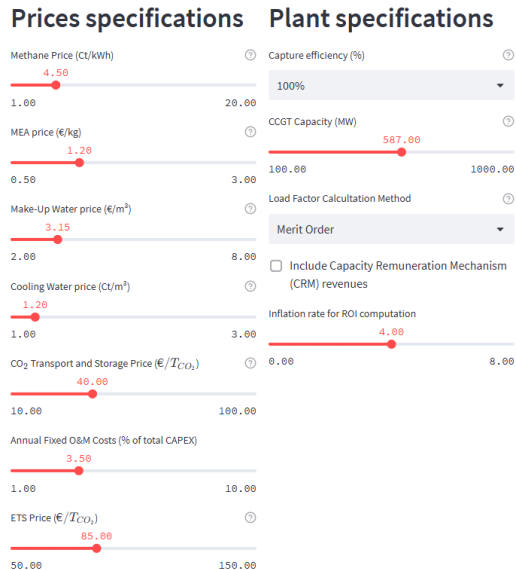 Prices specifications
Methane Price (Ct/kWh)
4.50
1.00 20.00
MEA price (€/kg)
1.20
0.50 3.00
Make-Up Water price (€/m³)
3.15
2.00 8.00
Cooling Water price (Ct/m³)
1.20
1.00 3.00
CO₂ Transport and Storage Price (€/T_CO₂)
40.00
10.00 100.00
Annual Fixed O&M Costs (% of total CAPEX)
3.50
1.00 10.00
ETS Price (€/T_CO₂)
85.00
50.00 150.00
Plant specifications
Capture efficiency (%)
100%
CCGT Capacity (MW)
587.00
100.00 1000.00
Load Factor Calcultation Method
Merit Order
Include Capacity Remuneration Mechanism
(CRM) revenues
Inflation rate for ROI computation
4.00
0.00 8.00